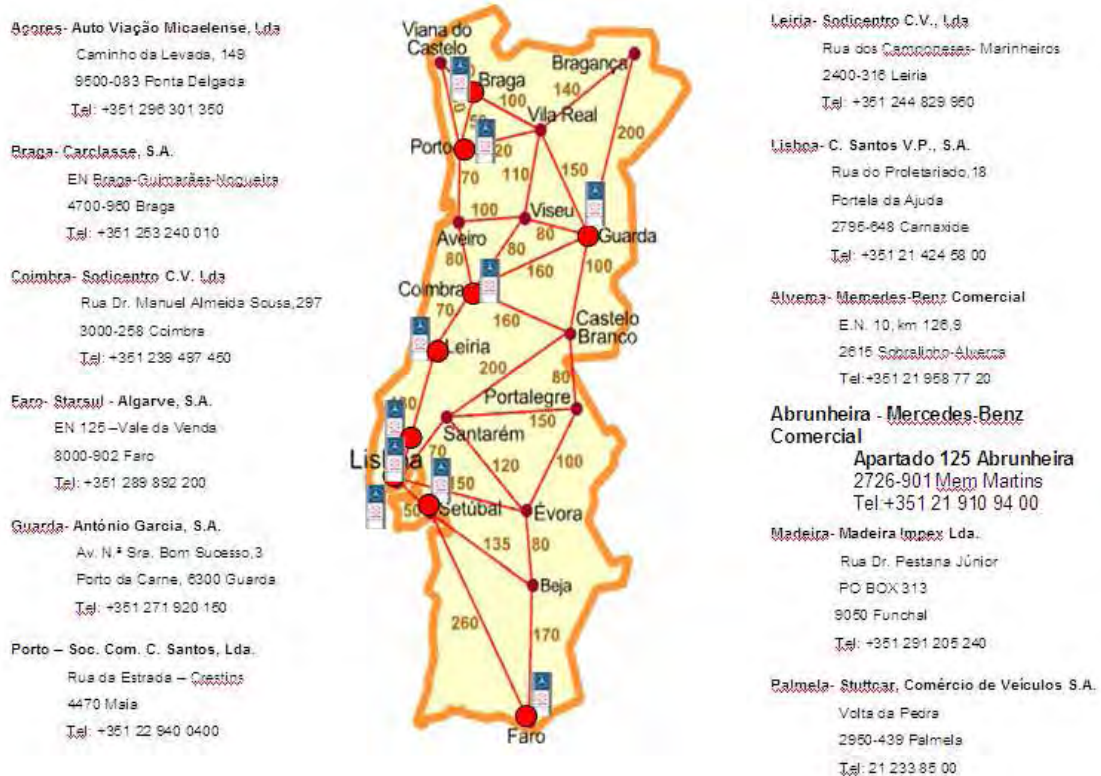 Açores- Auto Viação Micaelense, Lda
Caminho da Levada, 149
9500-083 Ponta Delgada
Tel: +351 296 301 350
Braga- Carclasse, S.A.
EN Braga-Guimarães-Nogueira
4700-960 Braga
Tel: +351 253 240 010
Coimbra- Sodicentro C.V. Lda
Rua Dr. Manuel Almeida Sousa,297
3000-258 Coimbra
Tel: +351 239 497 450
Faro- Starsul - Algarve, S.A.
EN 125 –Vale da Venda
8000-902 Faro
Tel: +351 289 892 200
Guarda- António Garcia, S.A.
Av. N.ª Sra. Bom Sucesso,3
Porto da Carne, 6300 Guarda
Tel: +351 271 920 150
Porto – Soc. Com. C. Santos, Lda.
Rua da Estrada – Crestins
4470 Maia
Tel: +351 22 940 0400
Viana do
Castelo
Bragança
Braga
140
100
Vila Real
200
Porto
20
70
110
150
100
Viseu
Aveiro
80
Guarda
80
80
160
100
Coimbra
70
160
Castelo
Branco
Leiria
200
80
Portalegre
150
Santarém
Lisboa
70
120
100
150
50
Setúbal
Évora
135
80
Beja
260
170
Faro
Leiria- Sodicentro C.V., Lda
Rua dos Camponeses- Marinheiros
2400-316 Leiria
Tel: +351 244 829 950
Lisboa- C. Santos V.P., S.A.
Rua do Proletariado,18
Portela da Ajuda
2795-648 Carnaxide
Tel: +351 21 424 58 00
Alverca- Mercedes-Benz Comercial
E.N. 10, km 126,9
2615 Sobralinho-Alverca
Tel:+351 21 958 77 20
Abrunheira - Mercedes-Benz
Comercial
Apartado 125 Abrunheira
2726-901 Mem Martins
Tel:+351 21 910 94 00
Madeira- Madeira Impex Lda.
Rua Dr. Pestana Júnior
PO BOX 313
9050 Funchal
Tel: +351 291 205 240
Palmela- Stuttcar, Comércio de Veículos S.A.
Volta da Pedra
2950-439 Palmela
Tel: 21 233 85 00